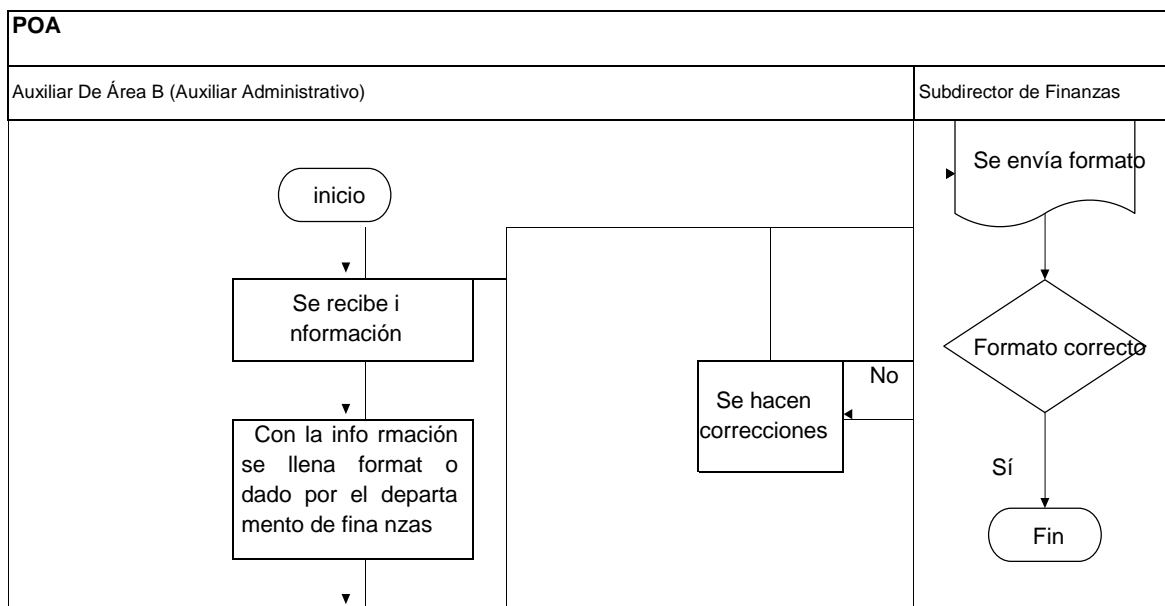 POA
Auxiliar De Área B (Auxiliar Administrativo)
Subdirector de Finanzas
inicio
Se recibe i
nformación
Con la info rmación
se llena format o
dado por el departa
mento de fina nzas
Se hacen
correcciones
No
Se envía formato
Formato correcto
Sí
Fin